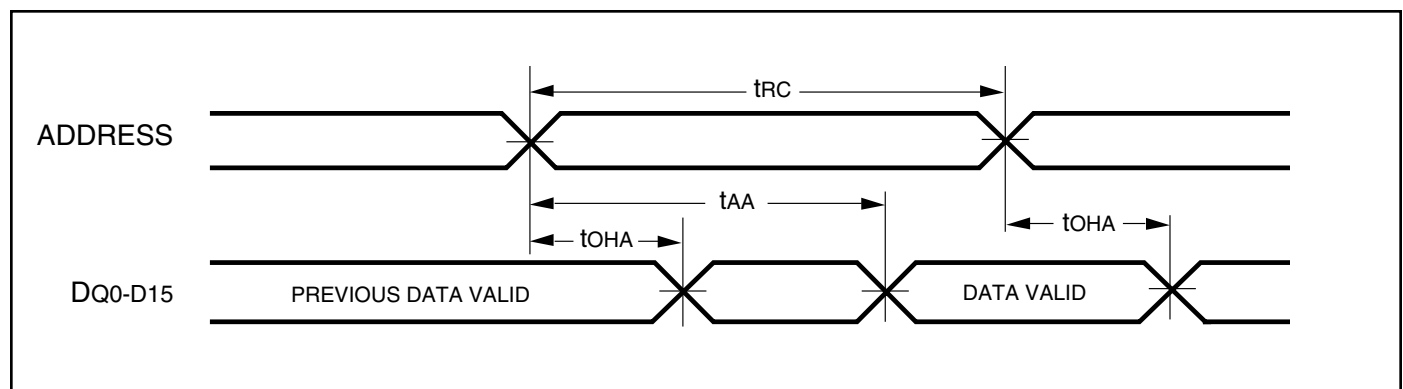 tRC
ADDRESS
tAA
tOHA
tOHA
DQ0-D15
PREVIOUS DATA VALID
DATA VALID